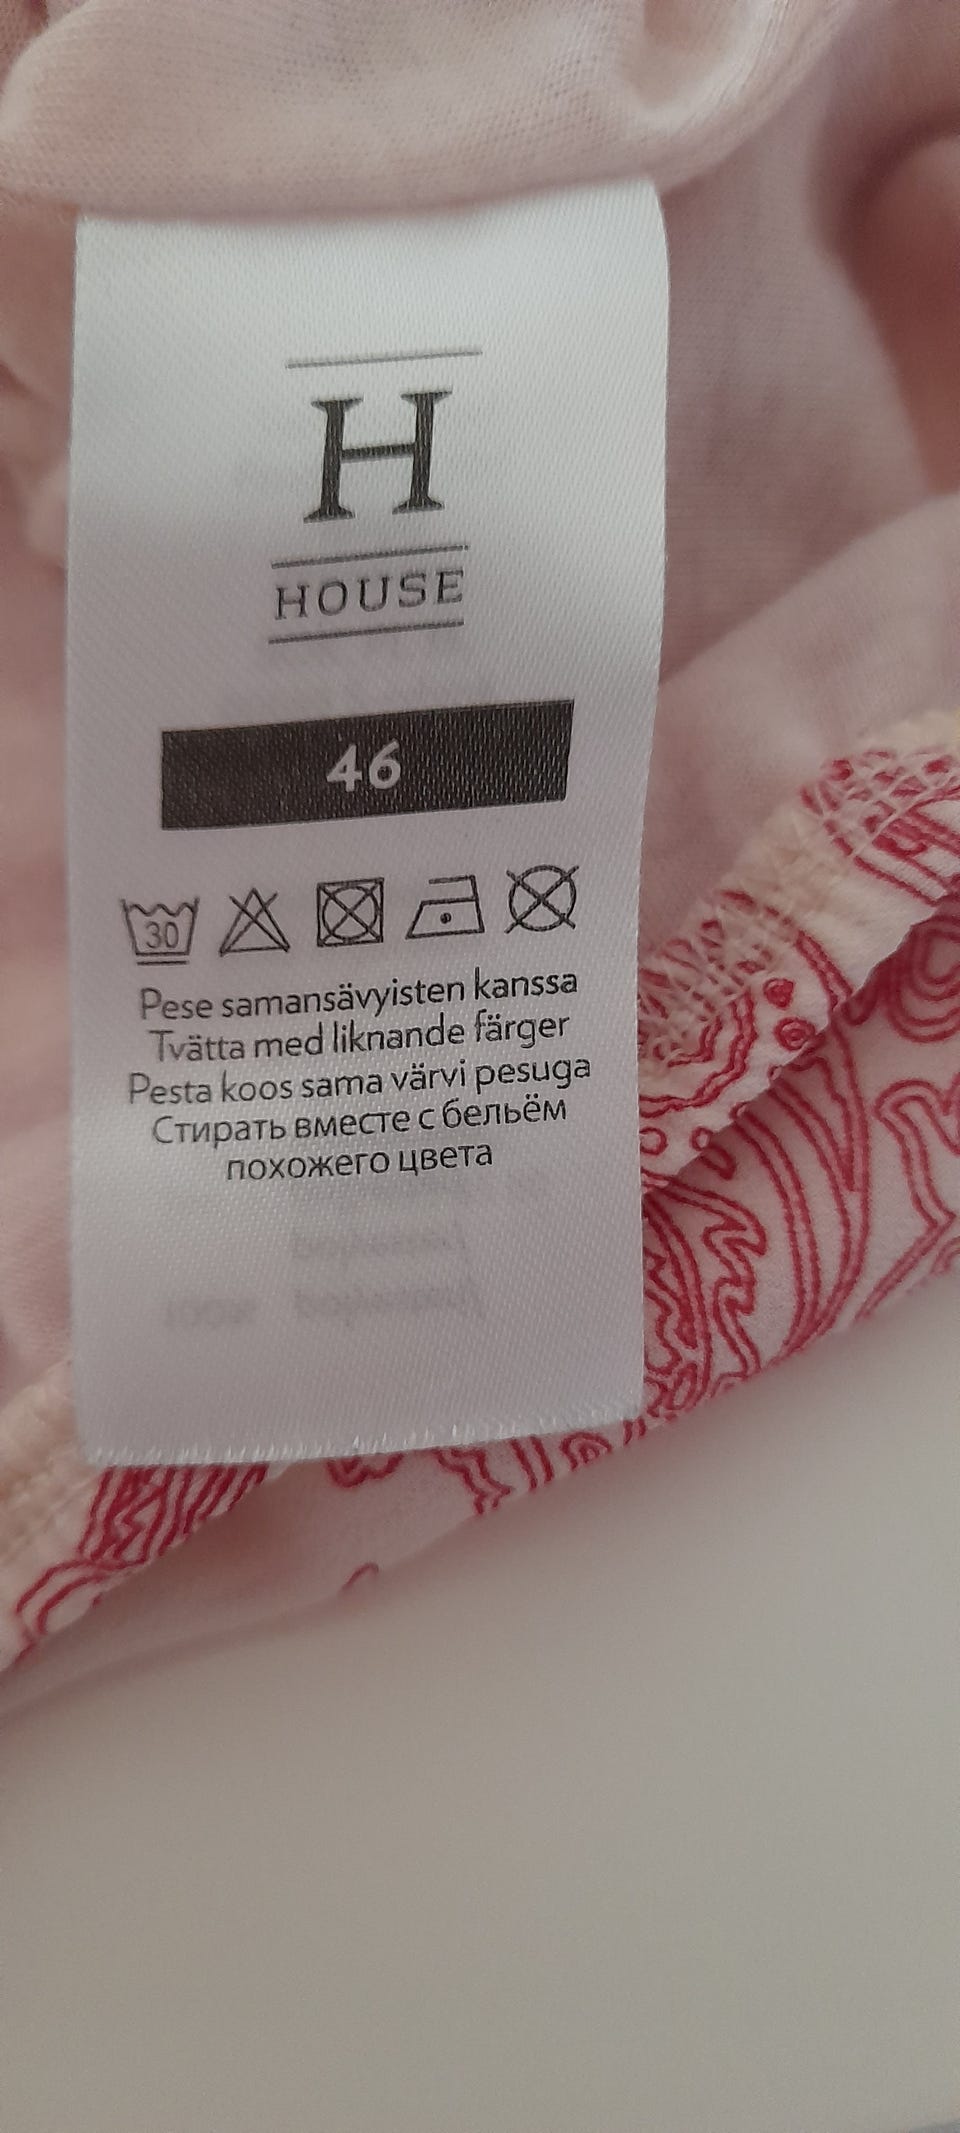 H
HOUSE
46
30
Pese samansävyisten kanssa
Tvätta med liknande färger
Pesta koos sama värvi pesuga
Стирать вместе с бельём
похожего цвета